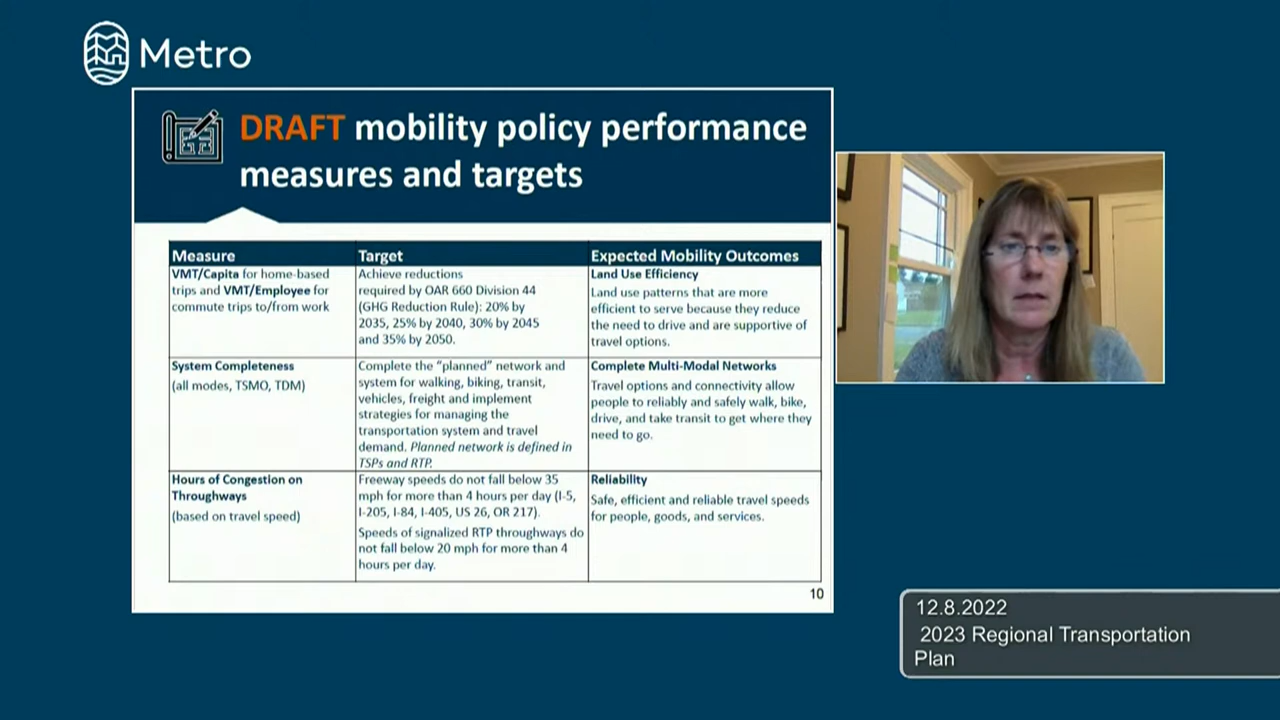 Metro
DRAFT mobility policy performance
measures and targets
Measure
Target
Expected Mobility Outcomes
VMT/Capita for home-based
trips and VMT/Employee for
commute trips to/from work
Achieve reductions
required by OAR 660 Division 44
(GHG Reduction Rule): 20% by
2035, 25% by 2040, 30% by 2045
and 35% by 2050.
Land Use Efficiency
Land use patterns that are more
efficient to serve because they reduce
the need to drive and are supportive of
travel options.
System Completeness
(all modes, TSMO, TDM)
Complete the “planned” network and
system for walking, biking, transit,
vehicles, freight and implement
strategies for managing the
transportation system and travel
demand. Planned network is defined in
TSPs and RTP.
Complete Multi-Modal Networks
Travel options and connectivity allow
people to reliably and safely walk, bike,
drive, and take transit to get where they
need to go.
Hours of Congestion on
Throughways
(based on travel speed)
Freeway speeds do not fall below 35
mph for more than 4 hours per day (I-5,
I-205, I-84, I-405, US 26, OR 217).
Speeds of signalized RTP throughways do
not fall below 20 mph for more than 4
hours per day.
Reliability
Safe, efficient and reliable travel speeds
for people, goods, and services.
10
12.8.2022
2023 Regional Transportation
Plan